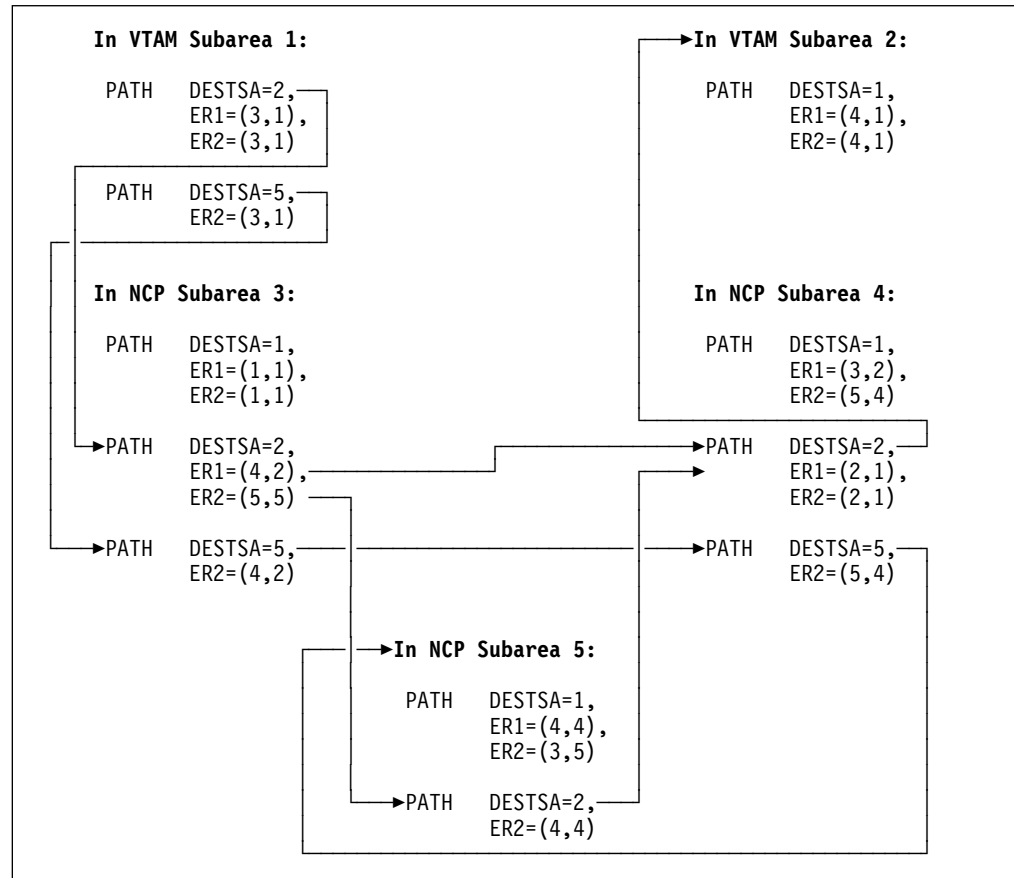 In VTAM Subarea 1:
PATH DESTSA=2,
ER1=(3,1),
ER2=(3,1)
PATH DESTSA=5,
ER2=(3,1)
In VTAM Subarea 2:
PATH DESTSA=1,
ER1=(4,1),
ER2=(4,1)
In NCP Subarea 3:
PATH DESTSA=1,
ER1=(1,1),
ER2=(1,1)
PATH DESTSA=2,
ER1=(4,2),
ER2=(5,5)
PATH DESTSA=5,
ER2=(4,2)
In NCP Subarea 4:
PATH DESTSA=1,
ER1=(3,2),
ER2=(5,4)
PATH DESTSA=2,
ER1=(2,1),
ER2=(2,1)
PATH DESTSA=5,
ER2=(5,4)
In NCP Subarea 5:
PATH DESTSA=1,
ER1=(4,4),
ER2=(3,5)
PATH DESTSA=2,
ER2=(4,4)